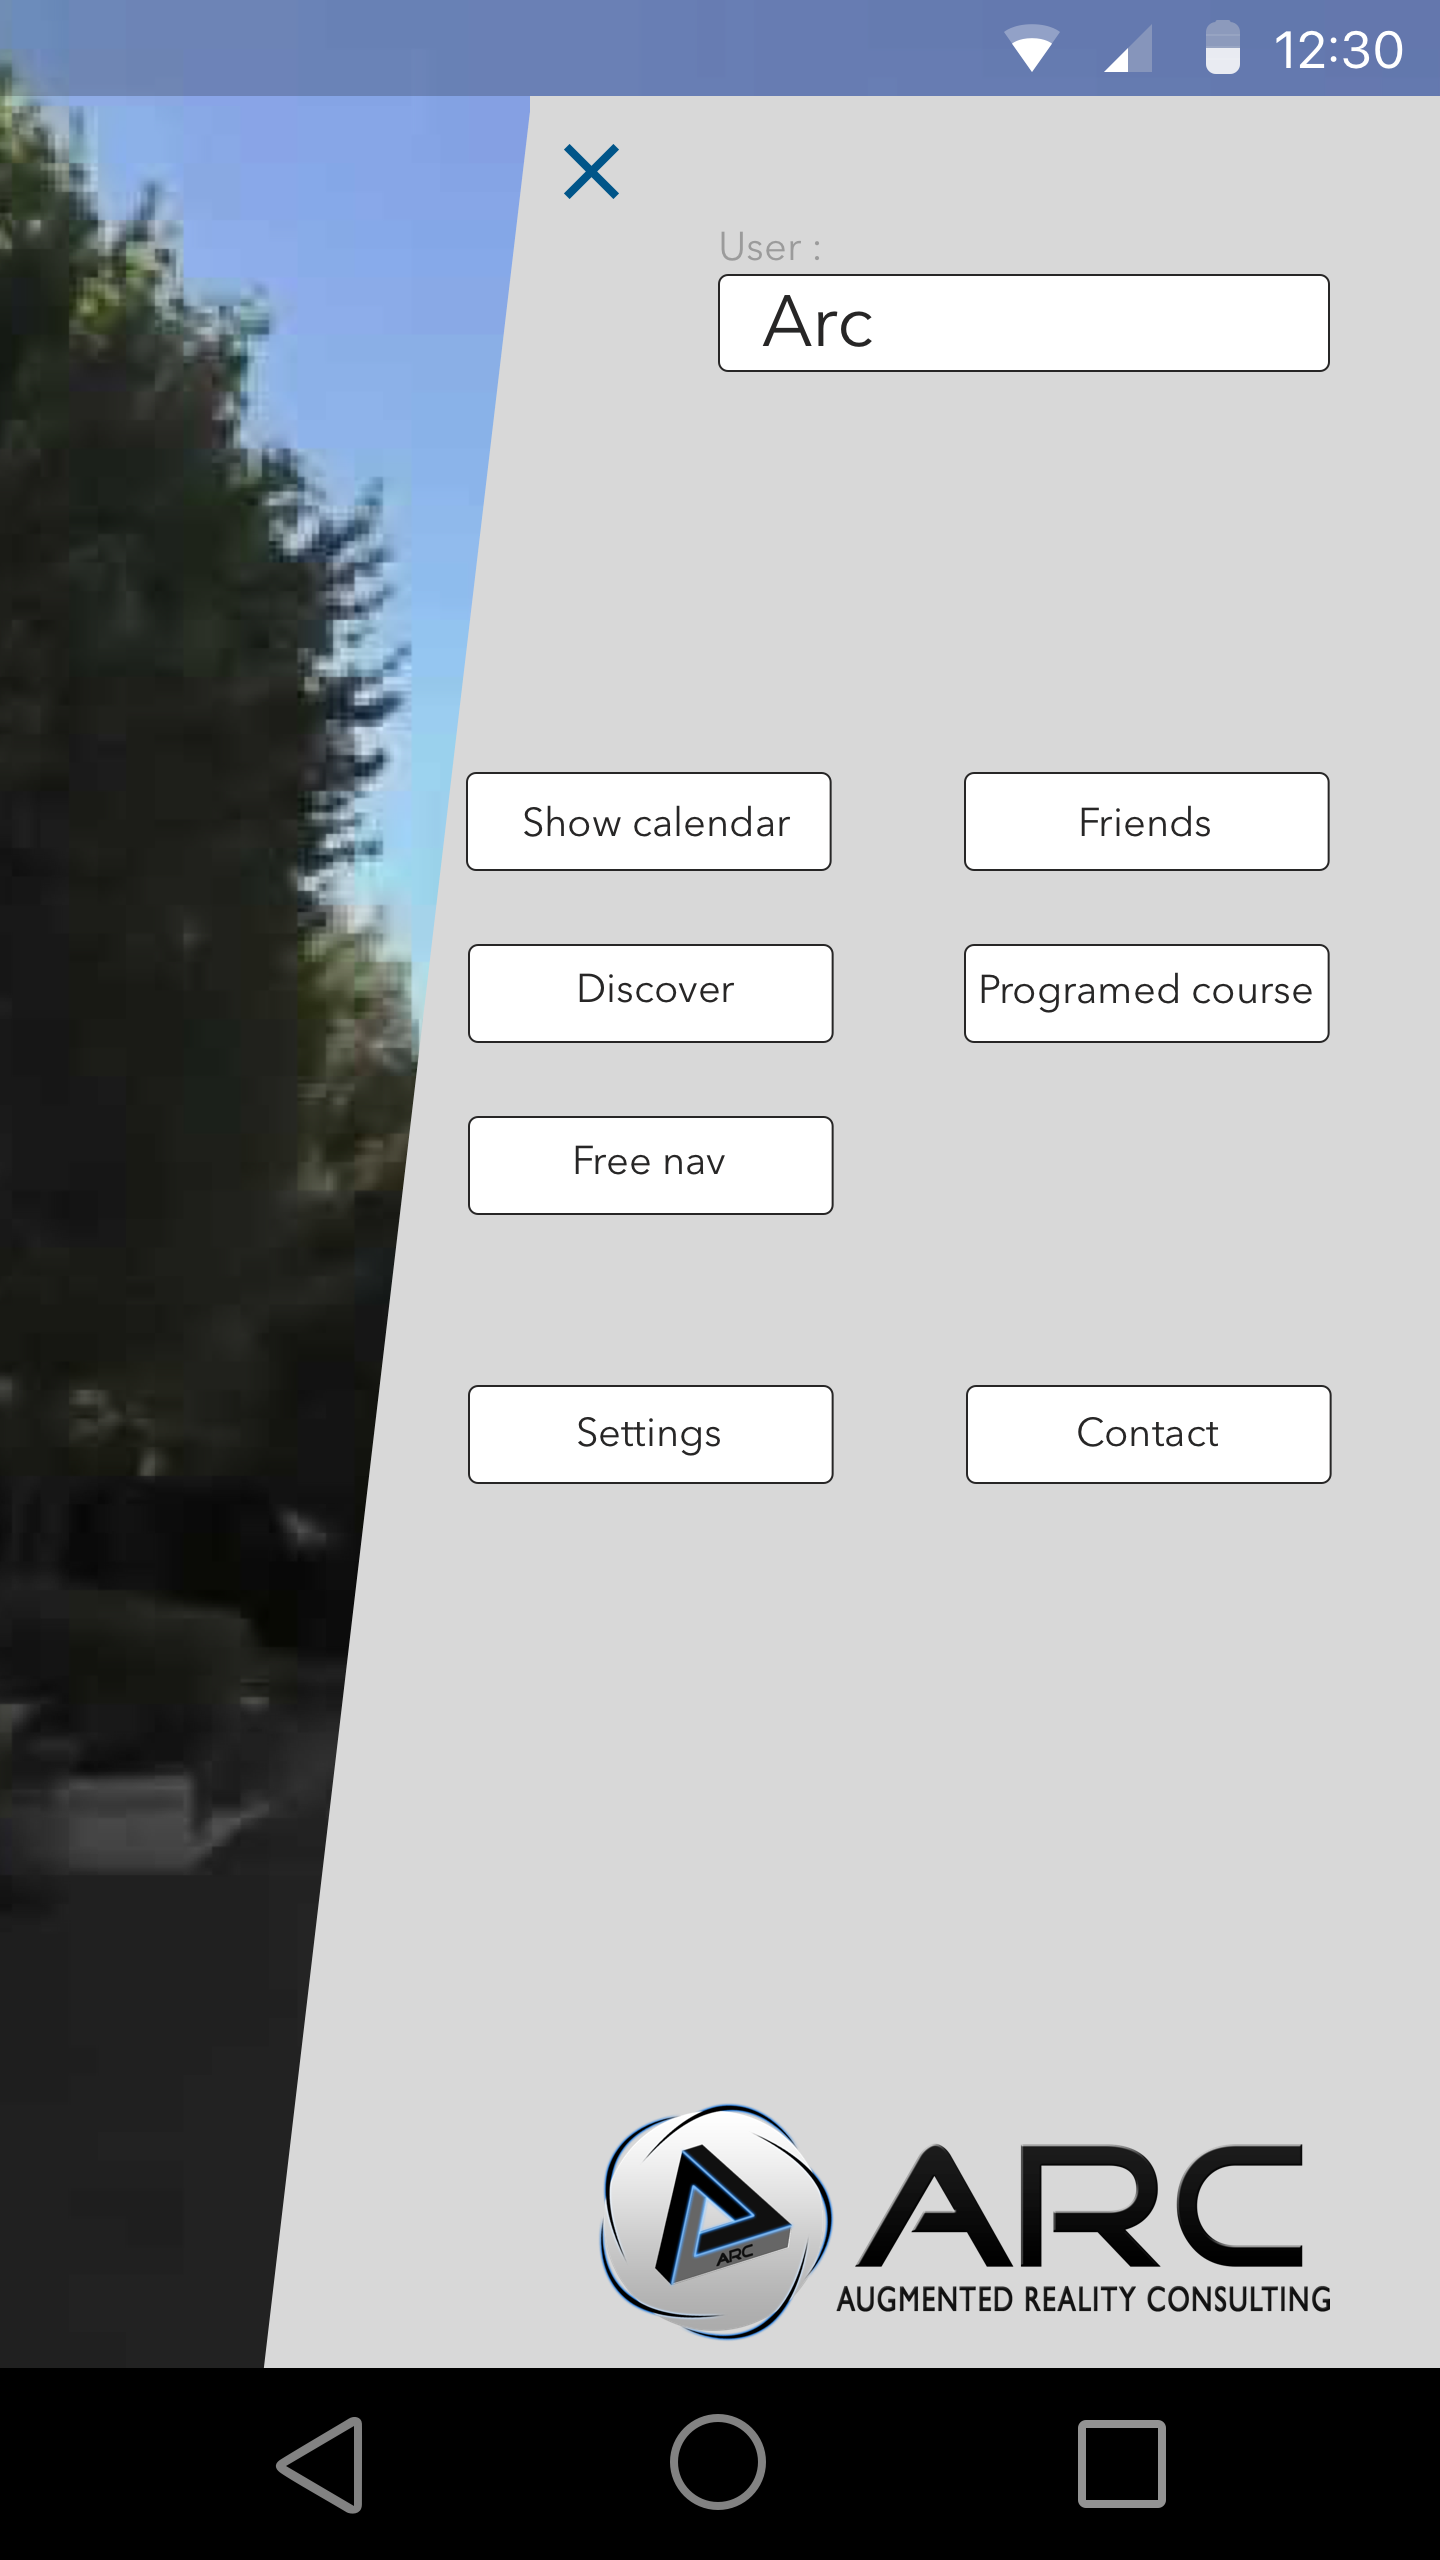 12:30
User :
Arc
Show calendar
Friends
Discover
Programed course
Free nav
Settings
Contact
ARC
ARC
AUGMENTED REALITY CONSULTING